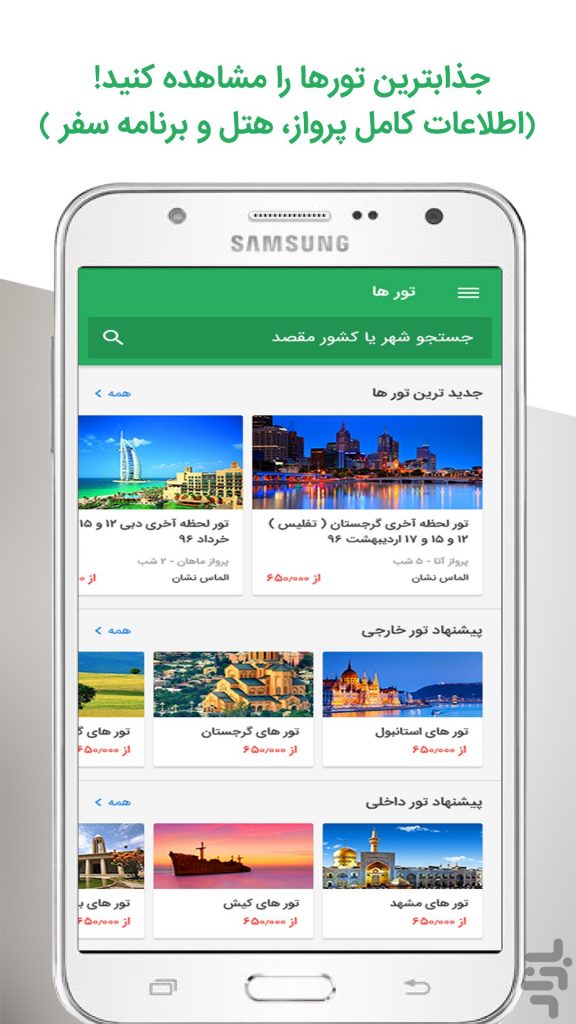 جذابترین تورها را مشاهده کنید!
(اطلاعات کامل پرواز، هتل و برنامه سفر )
SAMSUNG
تور ها
جستجو شهر یا کشور مقصد
جدید ترین تور ها
همه
تور لحظه آخری گرجستان ( تفلیس )
۱۲ و ۱۵ و ۱۷ اردیبهشت ۹۶
پرواز آتا - ۵ شب
الماس نشان
از ۶۵۰/۰۰۰
تور لحظه آخری دبی ۱۲ و ۱۵
خرداد ۹۶
پرواز ماهان - ۲ شب
الماس نشان
از
پیشنهاد تور خارجی
همه
تور های استانبول
از ۶۵۰/۰۰۰
تور های گرجستان
از ۶۵۰/۰۰۰
تور های
از ۶۵۰/۰۰۰
پیشنهاد تور داخلی
همه
تور های مشهد
از ۶۵۰/۰۰۰
تور های کیش
از ۶۵۰/۰۰۰
تور های
از ۶۵۰/۰۰۰
بازار